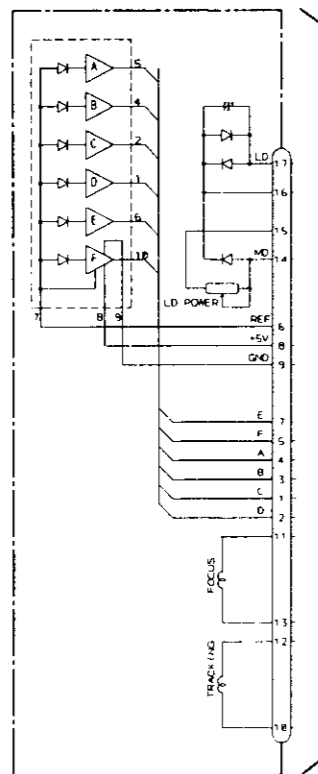 A 5
B 4
C 2
D 1
E 6
F 10
7 8 9
LD 17
16
15
MD 14
LD POWER
REF 6
+5V 8
GND 9
E 7
F 5
A 4
B 3
C 1
D 2
11
FOCUS
13
12
TRACKING
10